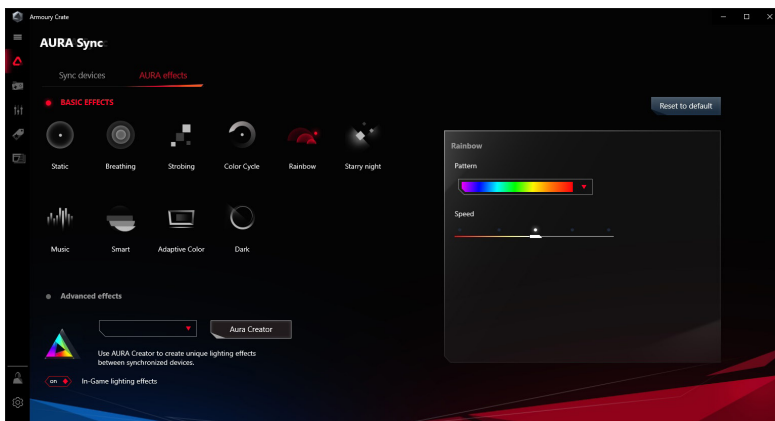 Armoury Crate
AURA Sync
Sync devices
AURA effects
BASIC EFFECTS
Reset to default
Static
Breathing
Strobing
Color Cycle
Rainbow
Starry night
Music
Smart
Adaptive Color
Dark
Rainbow
Pattern
Speed
Advanced effects
Aura Creator
Use AURA Creator to create unique lighting effects
between synchronized devices.
on
In-Game lighting effects